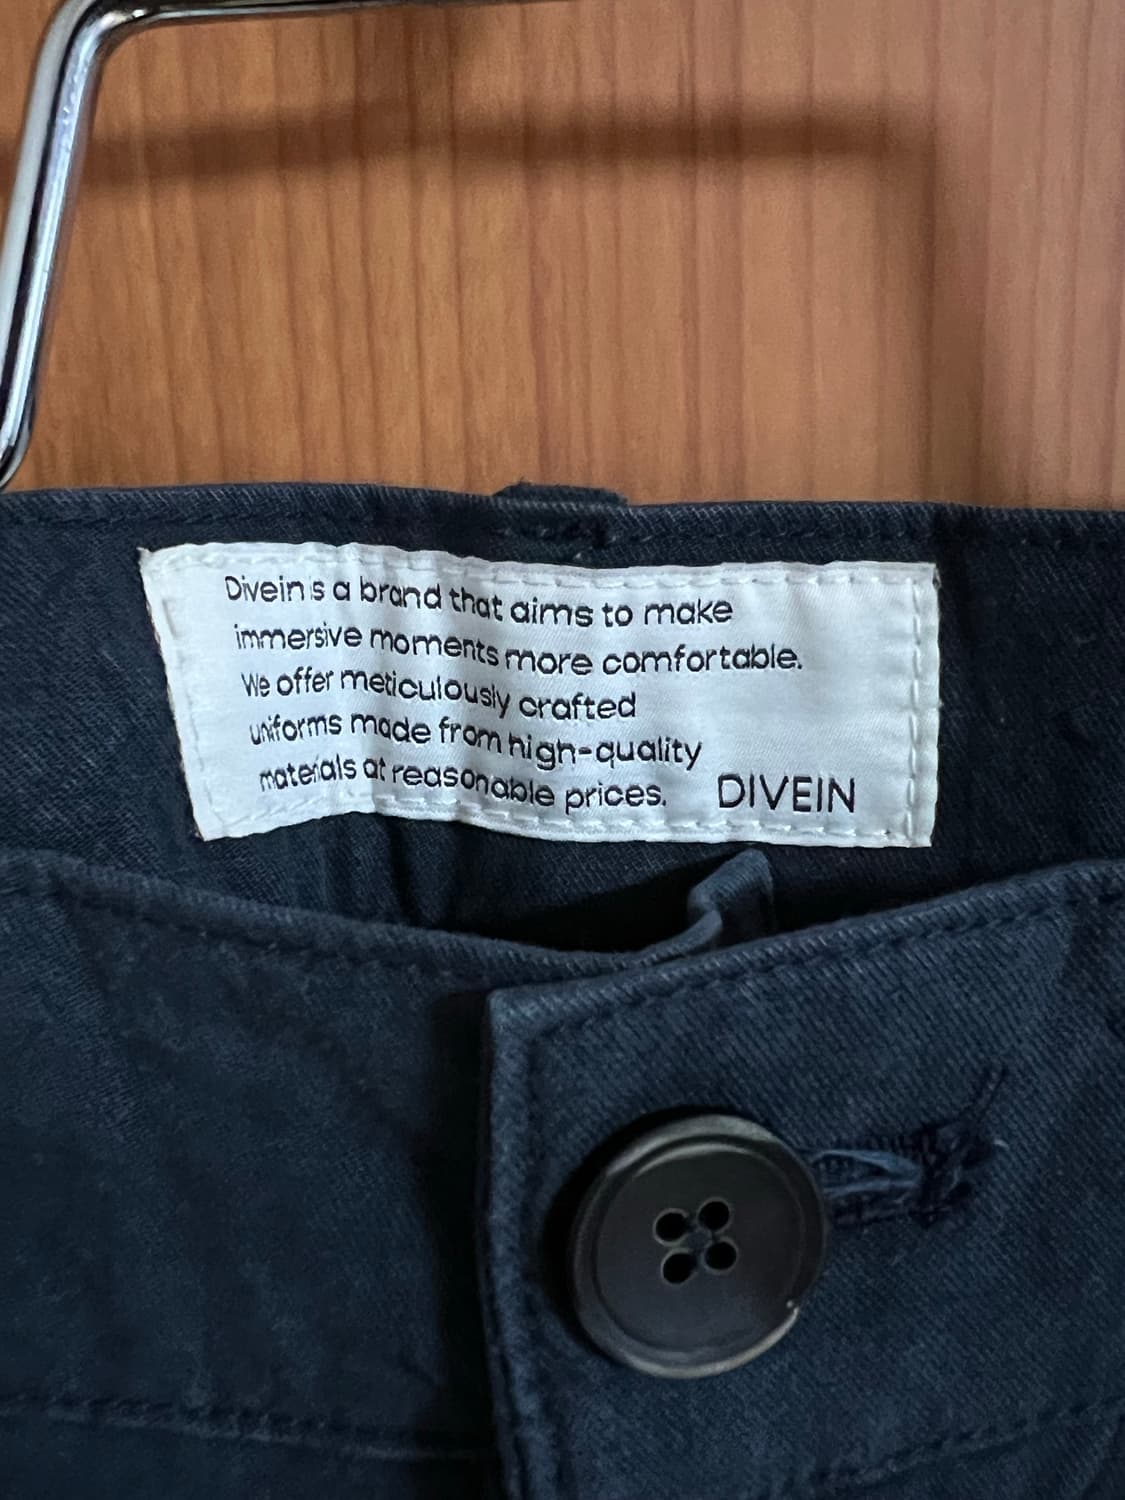 Divein is a brand that aims to make
immersive moments more comfortable.
We offer meticulously crafted
uniforms made from high-quality
materials at reasonable prices. DIVEIN